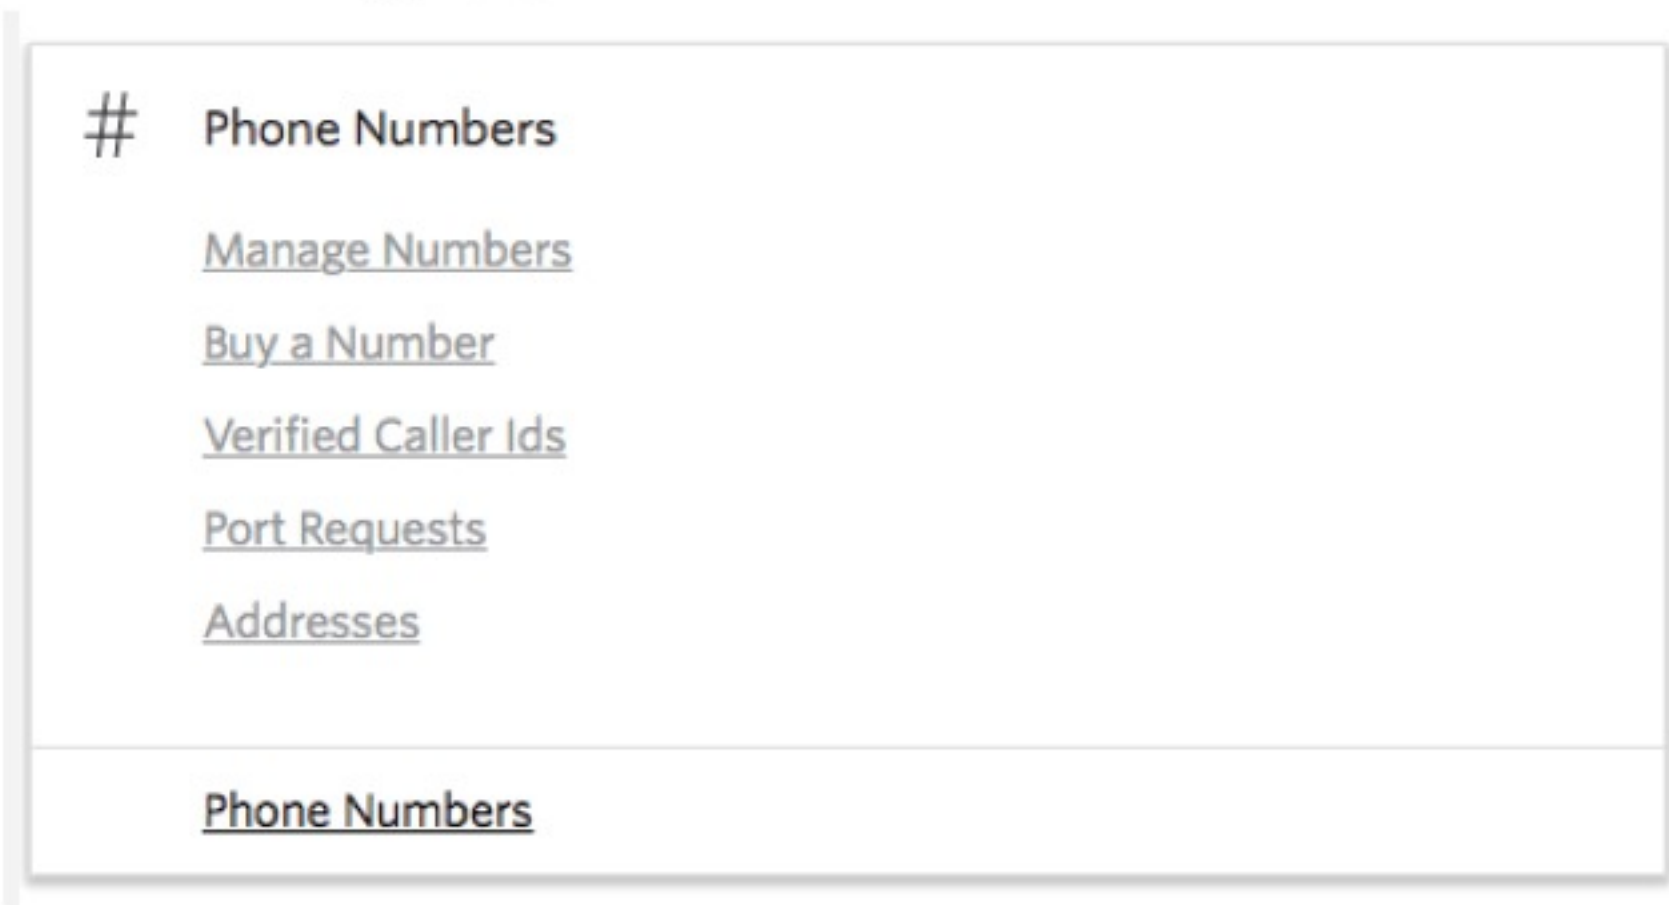 # Phone Numbers
Manage Numbers
Buy a Number
Verified Caller Ids
Port Requests
Addresses
Phone Numbers